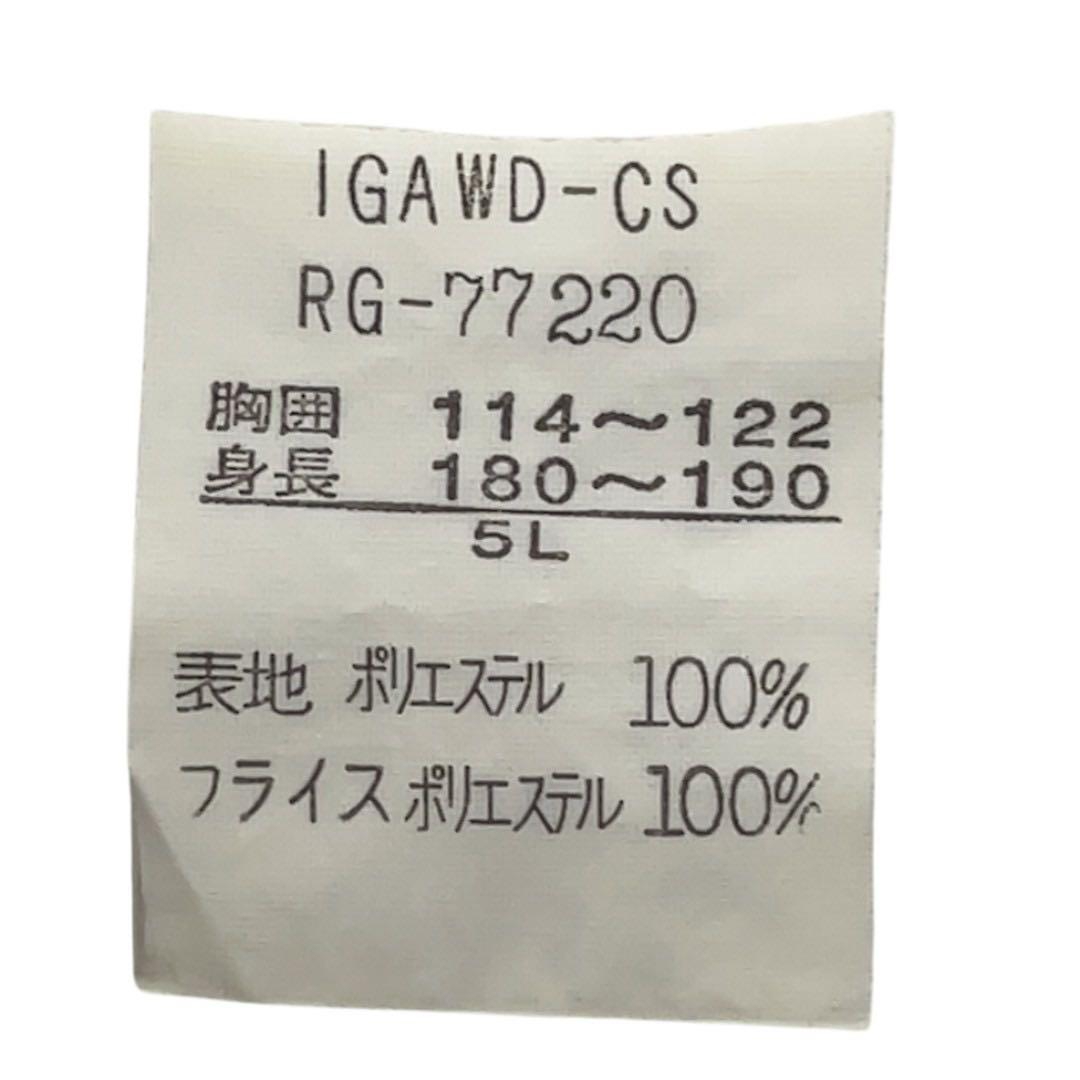 IGAWD-CS
RG-77220
胸囲 114～122
身長 180～190
5L
表地 ポリエステル 100%
フライス ポリエステル 100%